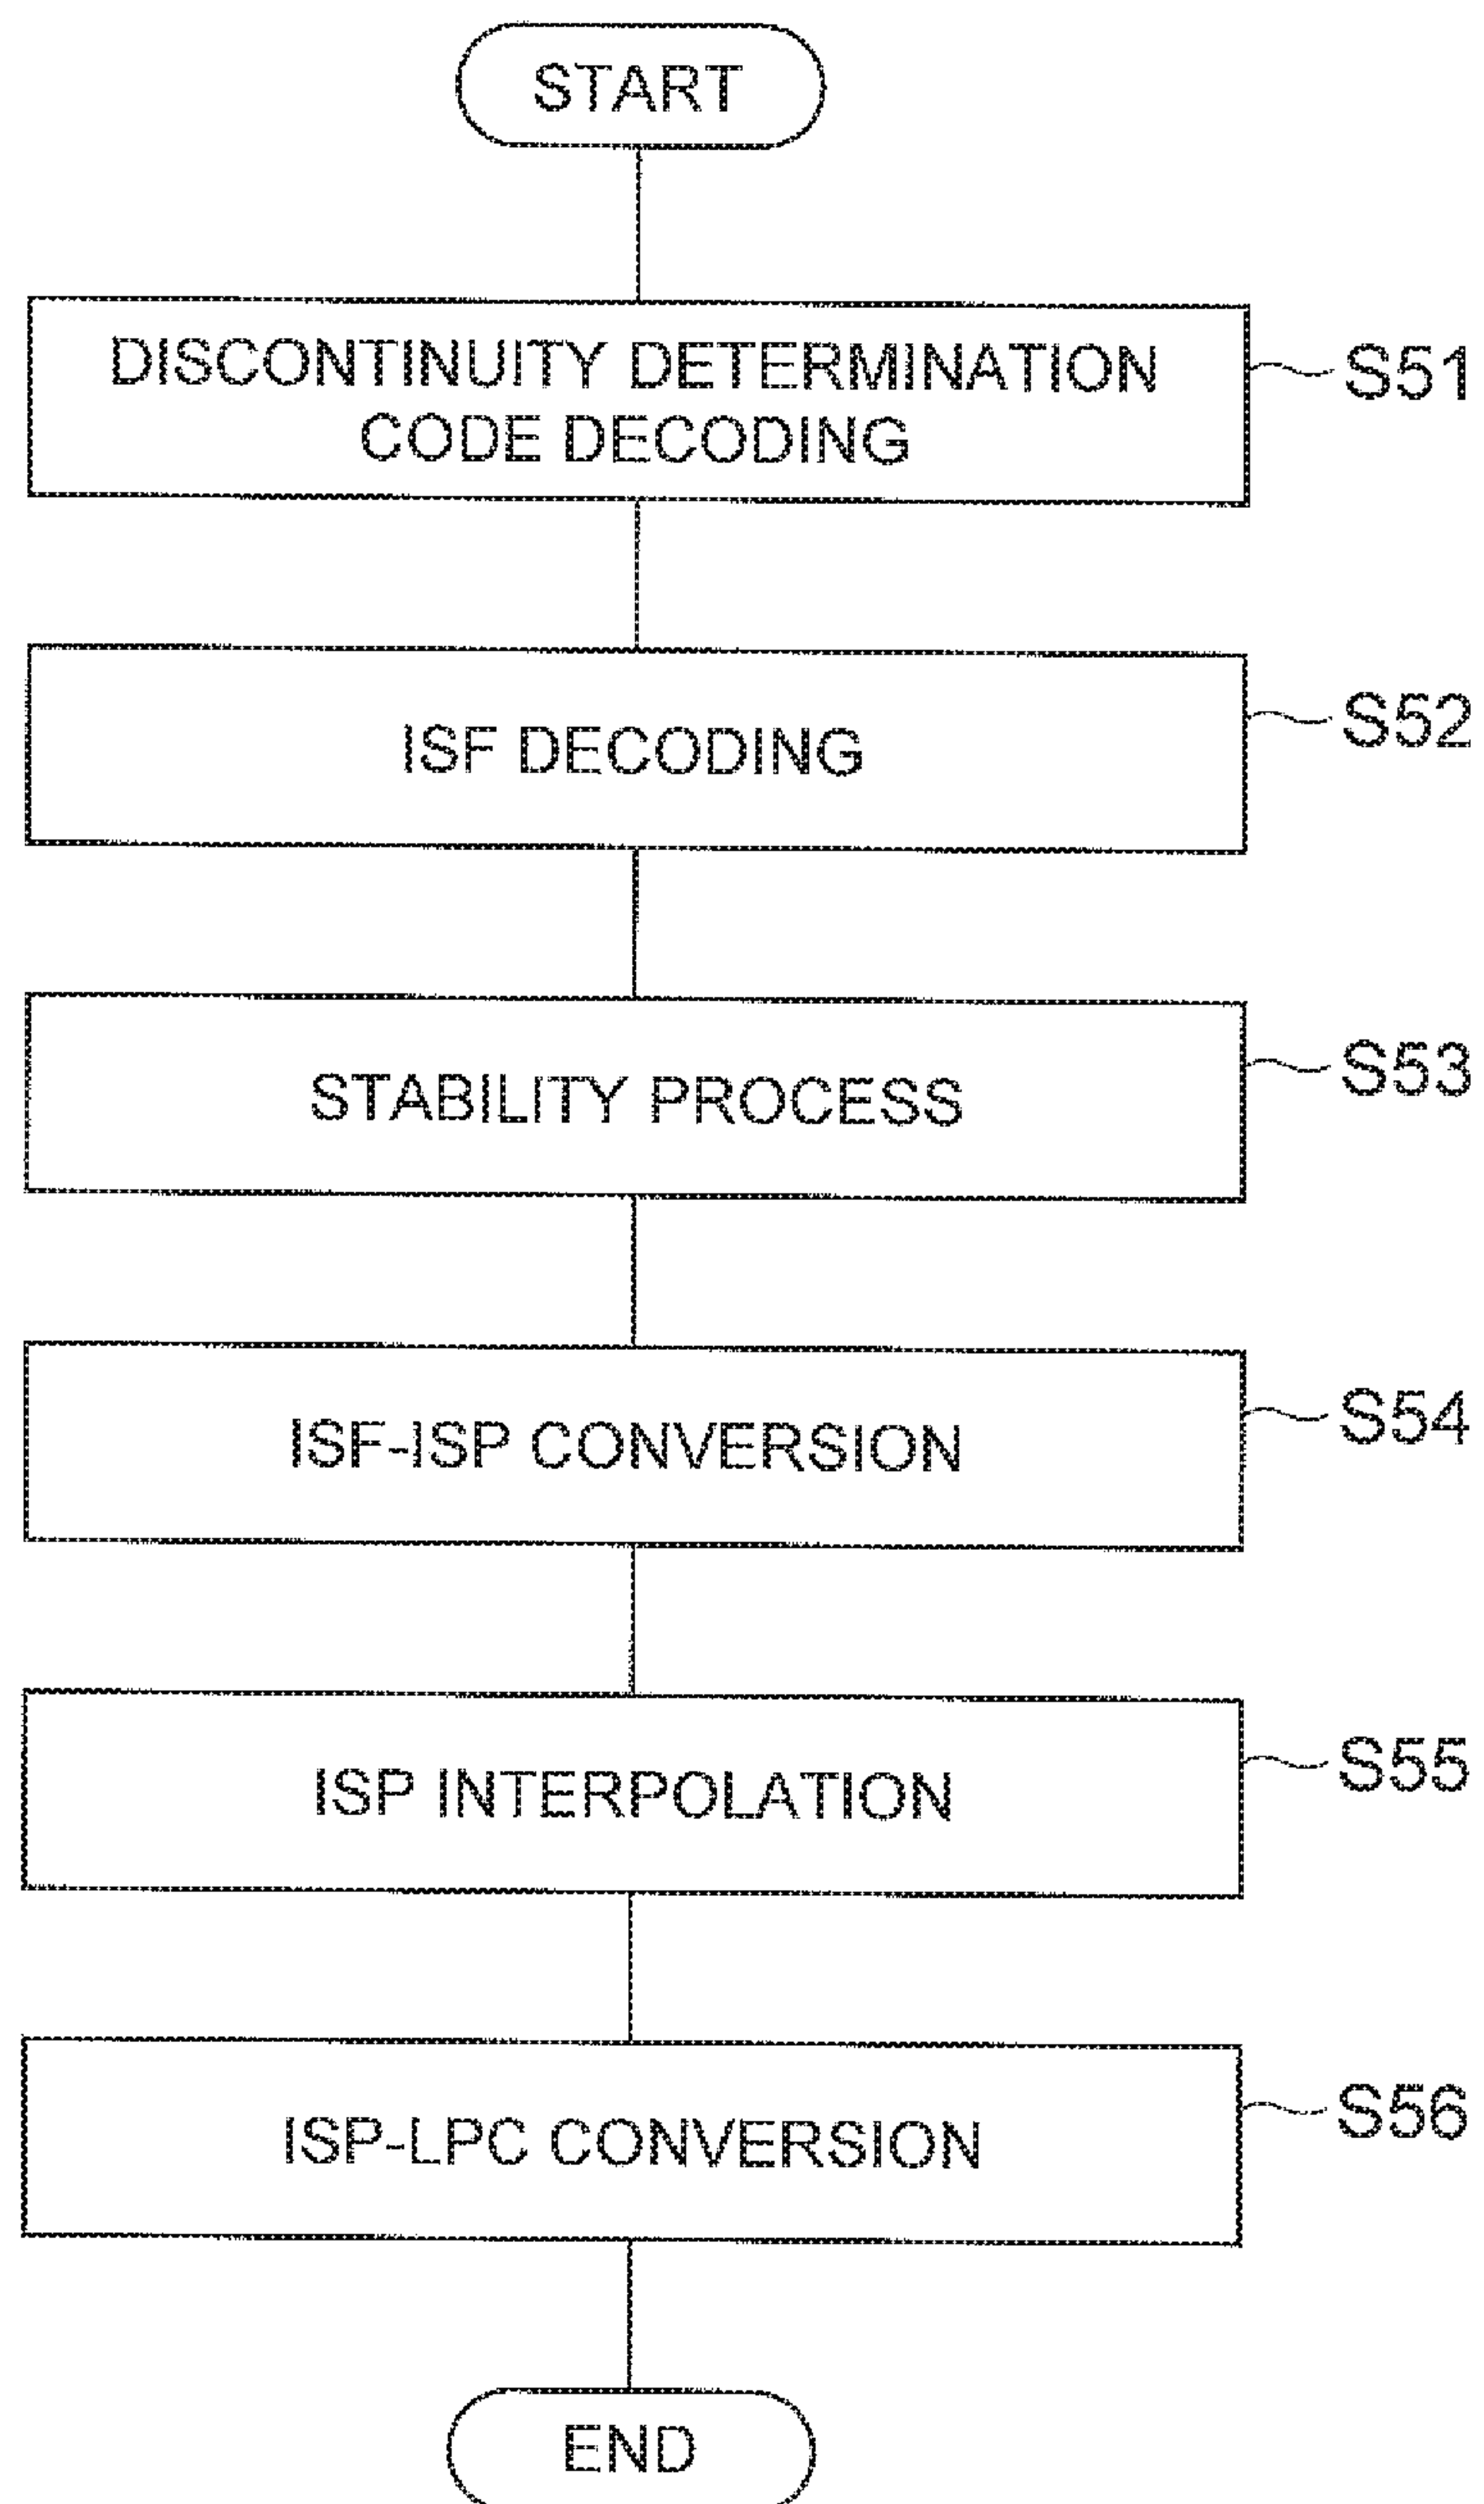 START
DISCONTINUITY DETERMINATION
CODE DECODING
S51
ISF DECODING
S52
STABILITY PROCESS
S53
ISF-ISP CONVERSION
S54
ISP INTERPOLATION
S55
ISP-LPC CONVERSION
S56
END